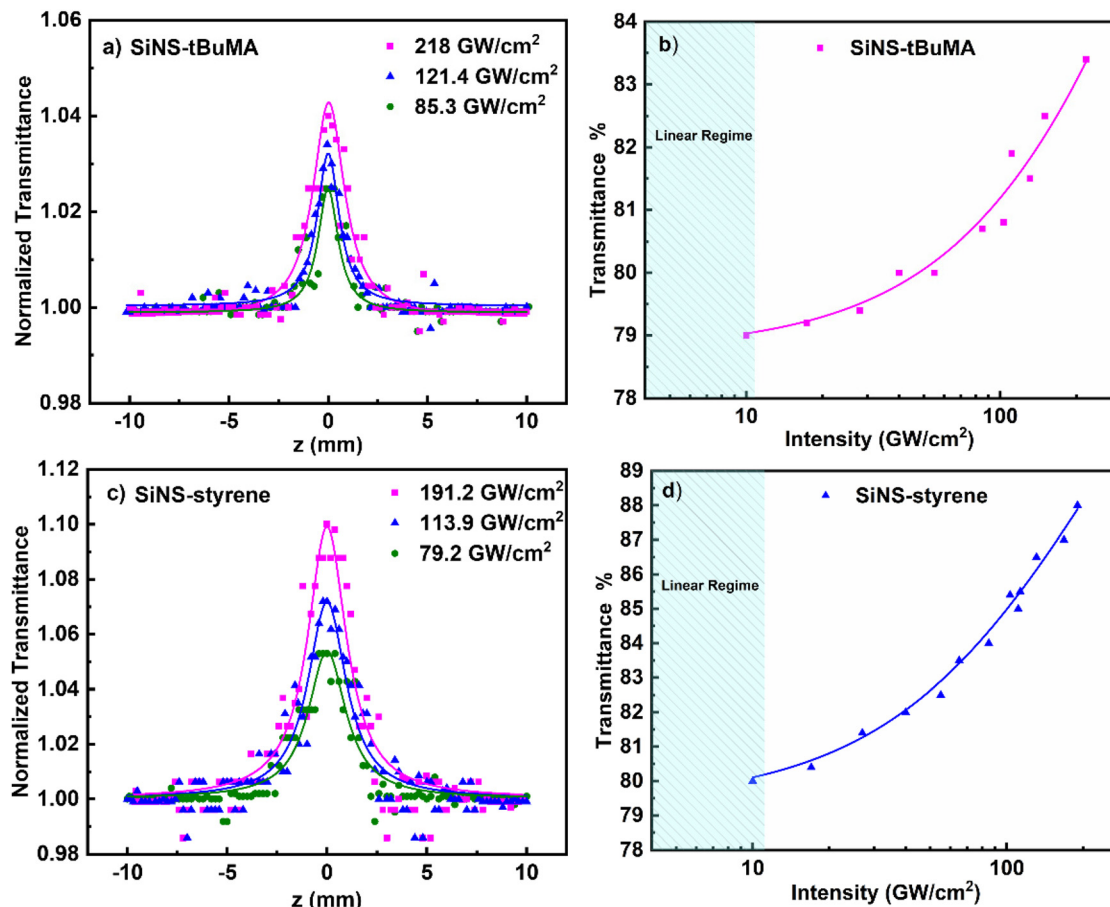 a) SiNS-tBuMA
218 GW/cm²
121.4 GW/cm²
85.3 GW/cm²
1.06
1.04
1.02
1.00
0.98
Normalized Transmittance
-10
-5
0
5
10
z (mm)
b)
SiNS-tBuMA
Linear Regime
84
83
82
81
80
79
78
Transmittance %
10
100
Intensity (GW/cm²)
c) SiNS-styrene
191.2 GW/cm²
113.9 GW/cm²
79.2 GW/cm²
1.12
1.10
1.08
1.06
1.04
1.02
1.00
0.98
Normalized Transmittance
-10
-5
0
5
10
z (mm)
d)
SiNS-styrene
Linear Regime
89
88
87
86
85
84
83
82
81
80
79
78
Transmittance %
10
100
Intensity (GW/cm²)